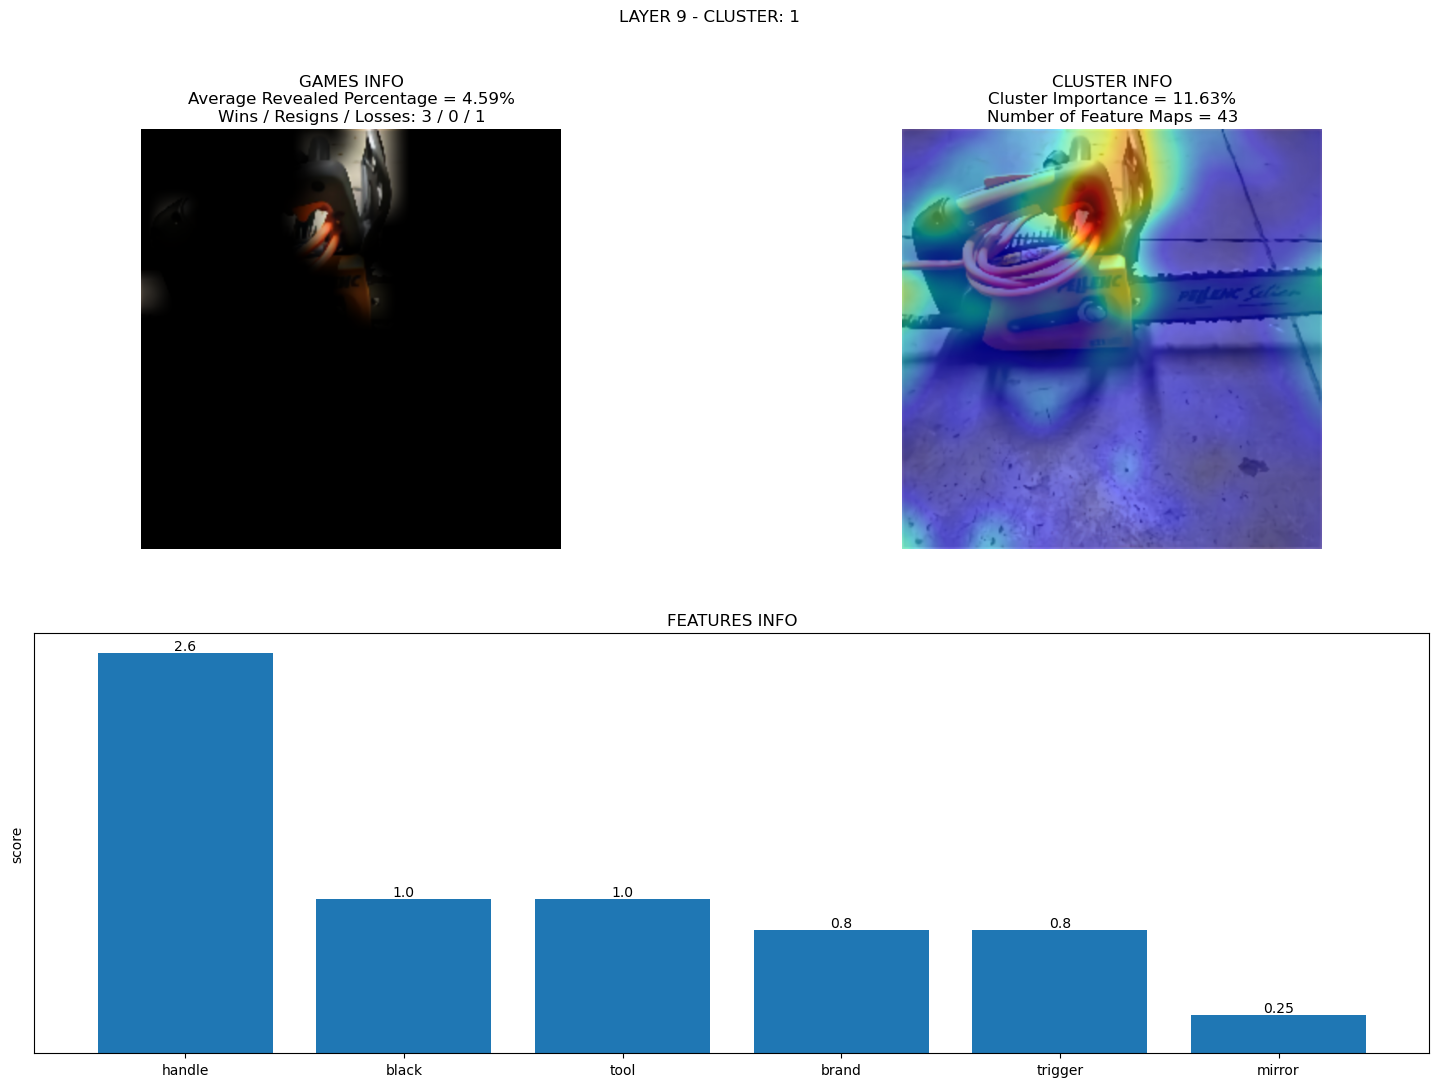 LAYER 9 - CLUSTER: 1
GAMES INFO
Average Revealed Percentage = 4.59%
Wins / Resigns / Losses: 3 / 0 / 1
CLUSTER INFO
Cluster Importance = 11.63%
Number of Feature Maps = 43
PELLENC
PELLENC Selion
FEATURES INFO
score
2.6
1.0
1.0
0.8
0.8
0.25
handle
black
tool
brand
trigger
mirror